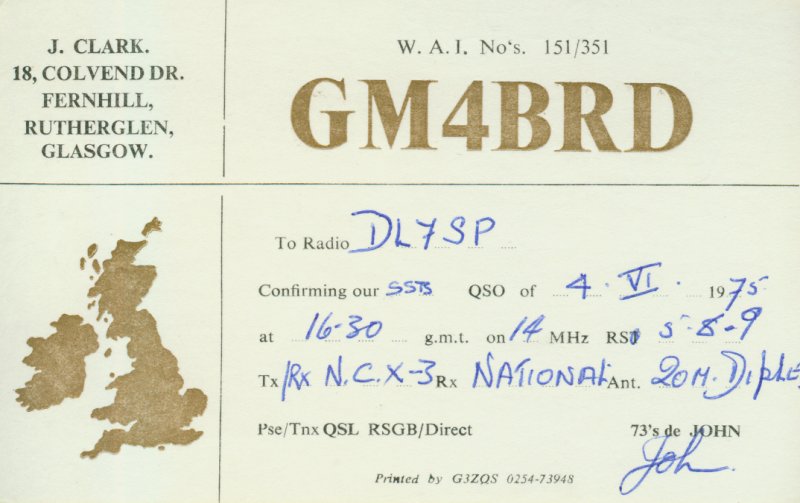 J. CLARK.
18, COLVEND DR.
FERNHILL,
RUTHERGLEN,
GLASGOW.
W. A. I. No's. 151/351
GM4BRD
To Radio DL7SP
Confirming our SSTB QSO of 4. VI. 1975
at 16-30 g.m.t. on 14 MHz RST 5-8-9
Tx/Rx N.C.X-3 Rx NATIONAL Ant. 20M. Diple
Pse/Tnx QSL RSGB/Direct 73's de JOHN
John
Printed by G3ZQS 0254-73948